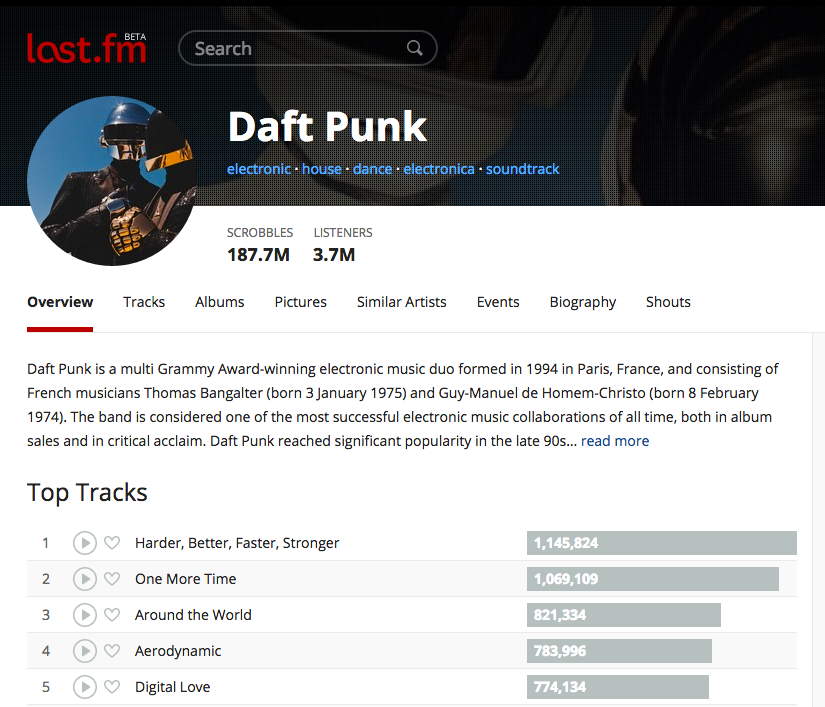 last.fm BETA
Search
Daft Punk
electronic · house · dance · electronica · soundtrack
SCROBBLES LISTENERS
187.7M 3.7M
Overview Tracks Albums Pictures Similar Artists Events Biography Shouts
Daft Punk is a multi Grammy Award-winning electronic music duo formed in 1994 in Paris, France, and consisting of
French musicians Thomas Bangalter (born 3 January 1975) and Guy-Manuel de Homem-Christo (born 8 February
1974). The band is considered one of the most successful electronic music collaborations of all time, both in album
sales and in critical acclaim. Daft Punk reached significant popularity in the late 90s... read more
Top Tracks
1 Harder, Better, Faster, Stronger 1,145,824
2 One More Time 1,069,109
3 Around the World 821,334
4 Aerodynamic 783,996
5 Digital Love 774,134